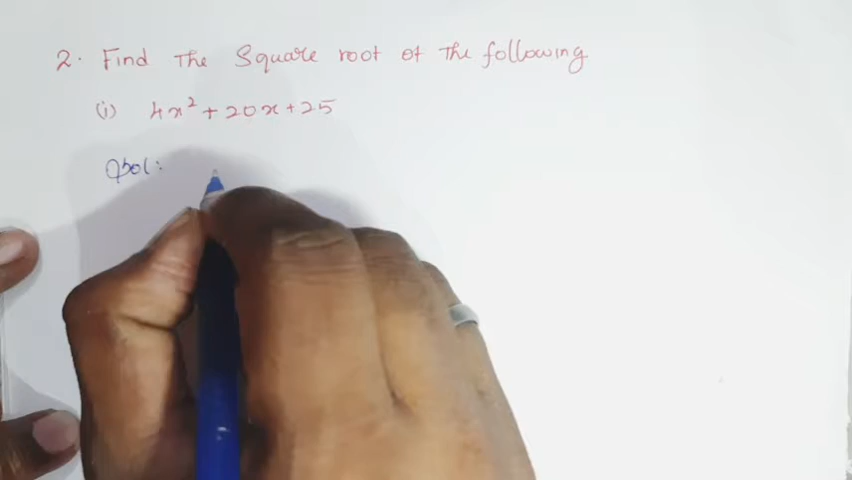 2. Find The Square root of The following
(i) 4x² + 20x + 25
Sol: